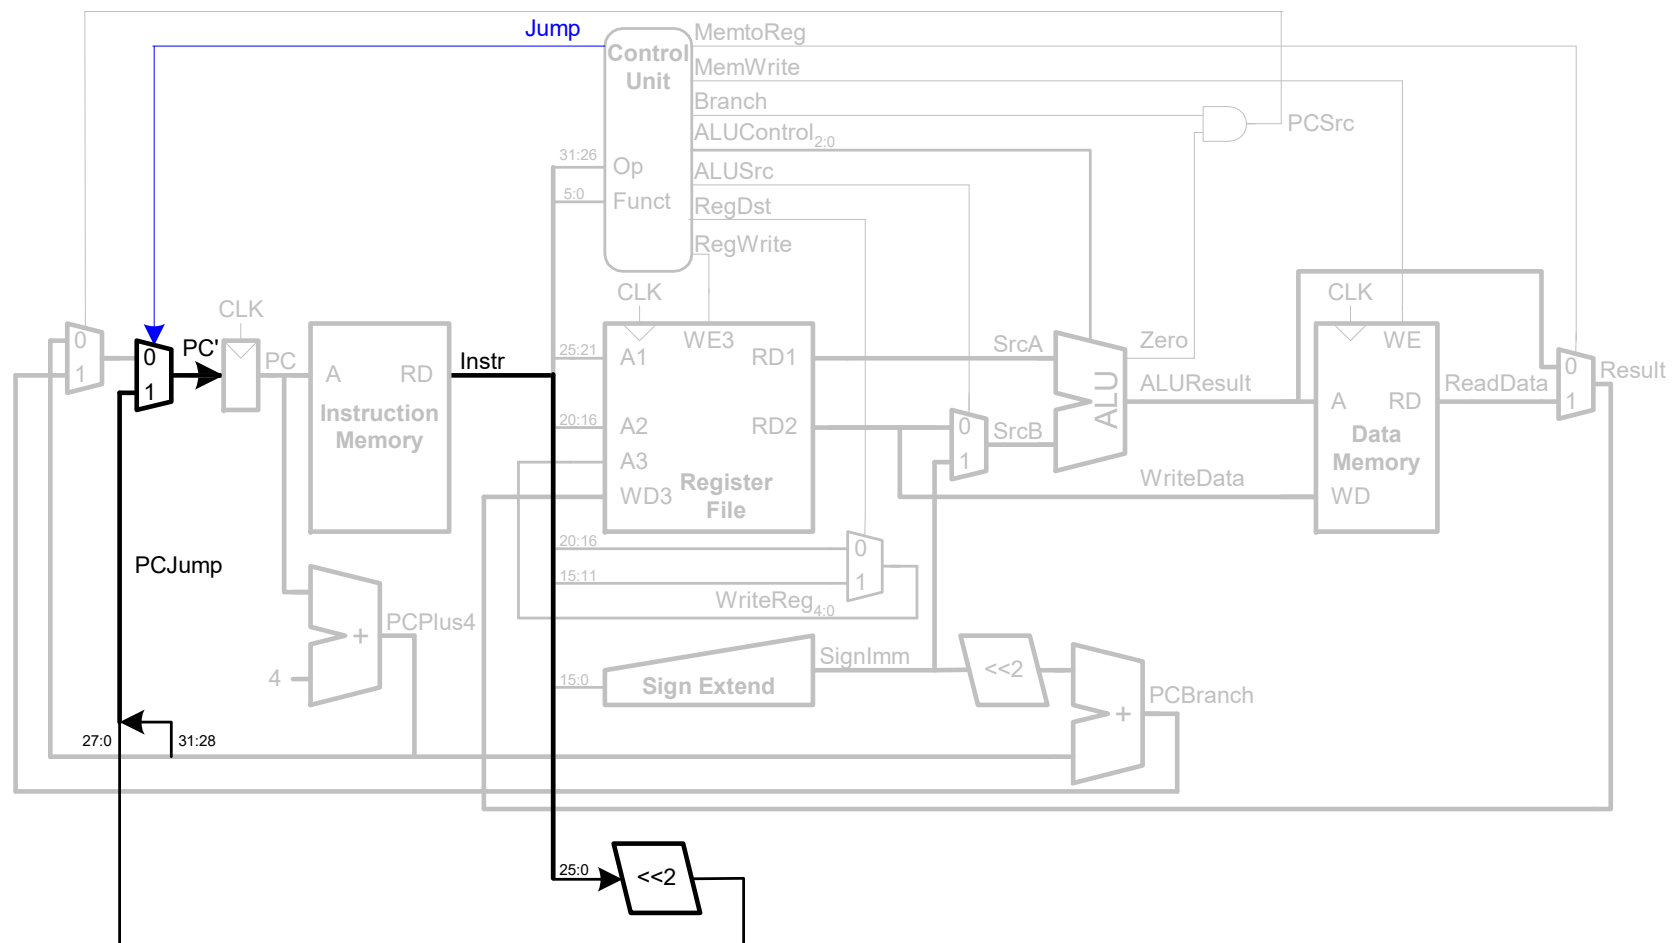 Jump
MemtoReg
Control
Unit
MemWrite
Branch
PCSrc
ALUControl2:0
31:26
Op
ALUSrc
5:0
Funct
RegDst
RegWrite
CLK
CLK
CLK
0
1
0
1
PC'
PC
A
RD
Instruction
Memory
Instr
25:21
A1
WE3
RD1
SrcA
Zero
20:16
A2
RD2
A3
WD3
Register
File
0
1
SrcB
ALU
ALUResult
WE
A
RD
Data
Memory
WD
ReadData
0
1
Result
WriteData
20:16
0
15:11
1
WriteReg4:0
PCJump
PCPlus4
+
4
15:0
Sign Extend
SignImm
<<2
PCBranch
+
27:0
31:28
25:0
<<2